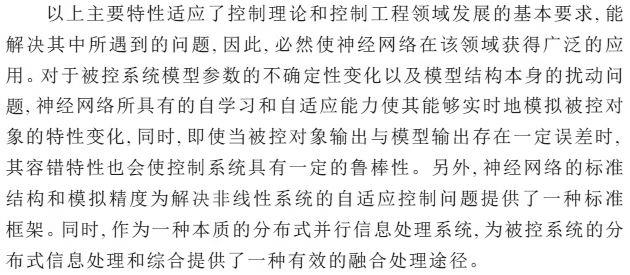 以上主要特性适应了控制理论和控制工程领域发展的基本要求,能
解决其中所遇到的问题,因此,必然使神经网络在该领域获得广泛的应
用。对于被控系统模型参数的不确定性变化以及模型结构本身的扰动问
题,神经网络所具有的自学习和自适应能力使其能够实时地模拟被控对
象的特性变化,同时,即使当被控对象输出与模型输出存在一定误差时,
其容错特性也会使控制系统具有一定的鲁棒性。另外,神经网络的标准
结构和模拟精度为解决非线性系统的自适应控制问题提供了一种标准
框架。同时,作为一种本质的分布式并行信息处理系统,为被控系统的分
布式信息处理和综合提供了一种有效的融合处理途径。